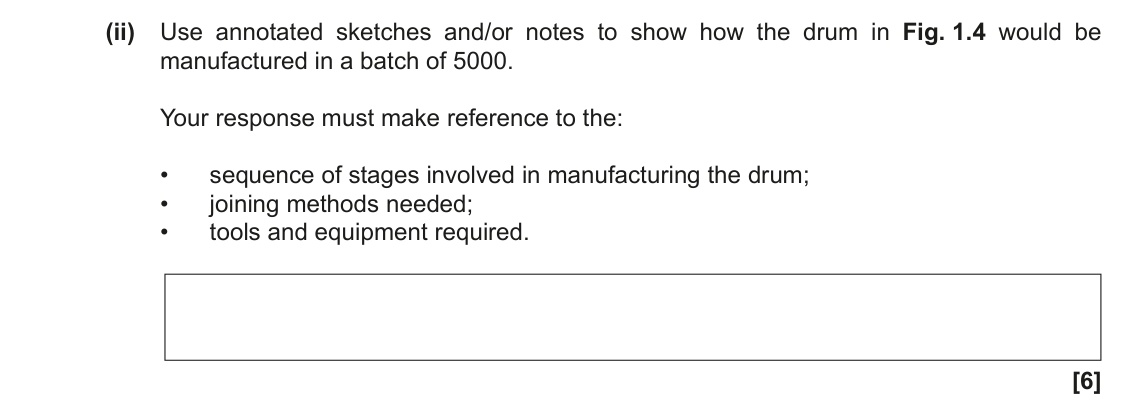 (ii) Use annotated sketches and/or notes to show how the drum in Fig. 1.4 would be
manufactured in a batch of 5000.
Your response must make reference to the:
• sequence of stages involved in manufacturing the drum;
• joining methods needed;
• tools and equipment required.
[6]